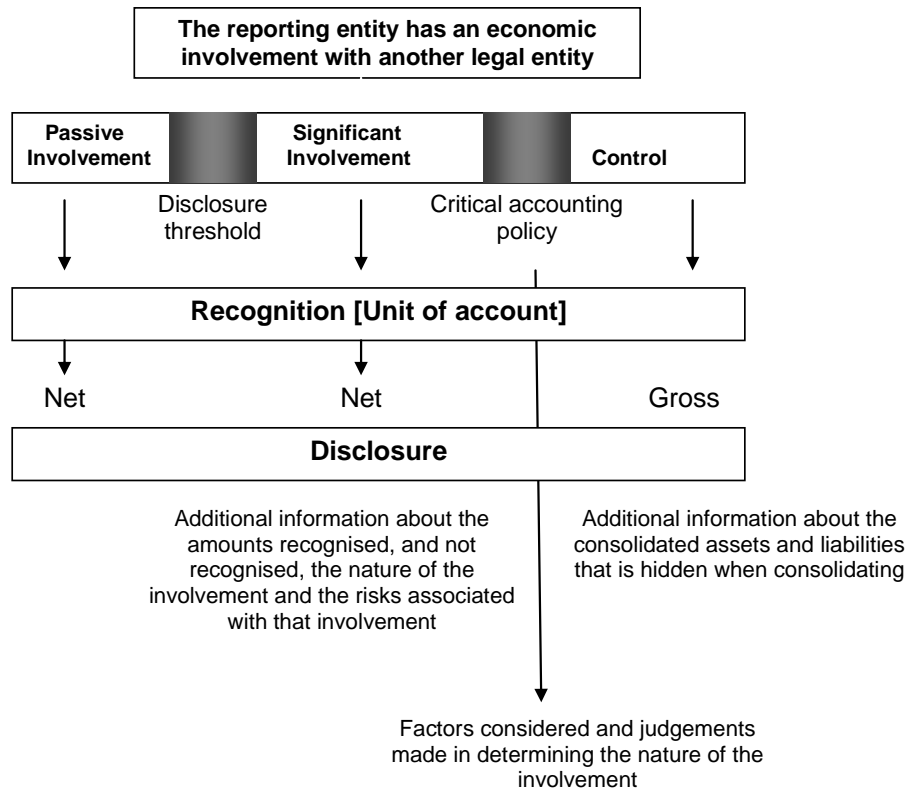 The reporting entity has an economic
involvement with another legal entity
Passive
Involvement
Significant
Involvement
Control
Disclosure
threshold
Critical accounting
policy
Recognition [Unit of account]
Net
Net
Gross
Disclosure
Additional information about the
amounts recognised, and not
recognised, the nature of the
involvement and the risks associated
with that involvement
Additional information about the
consolidated assets and liabilities
that is hidden when consolidating
Factors considered and judgements
made in determining the nature of the
involvement